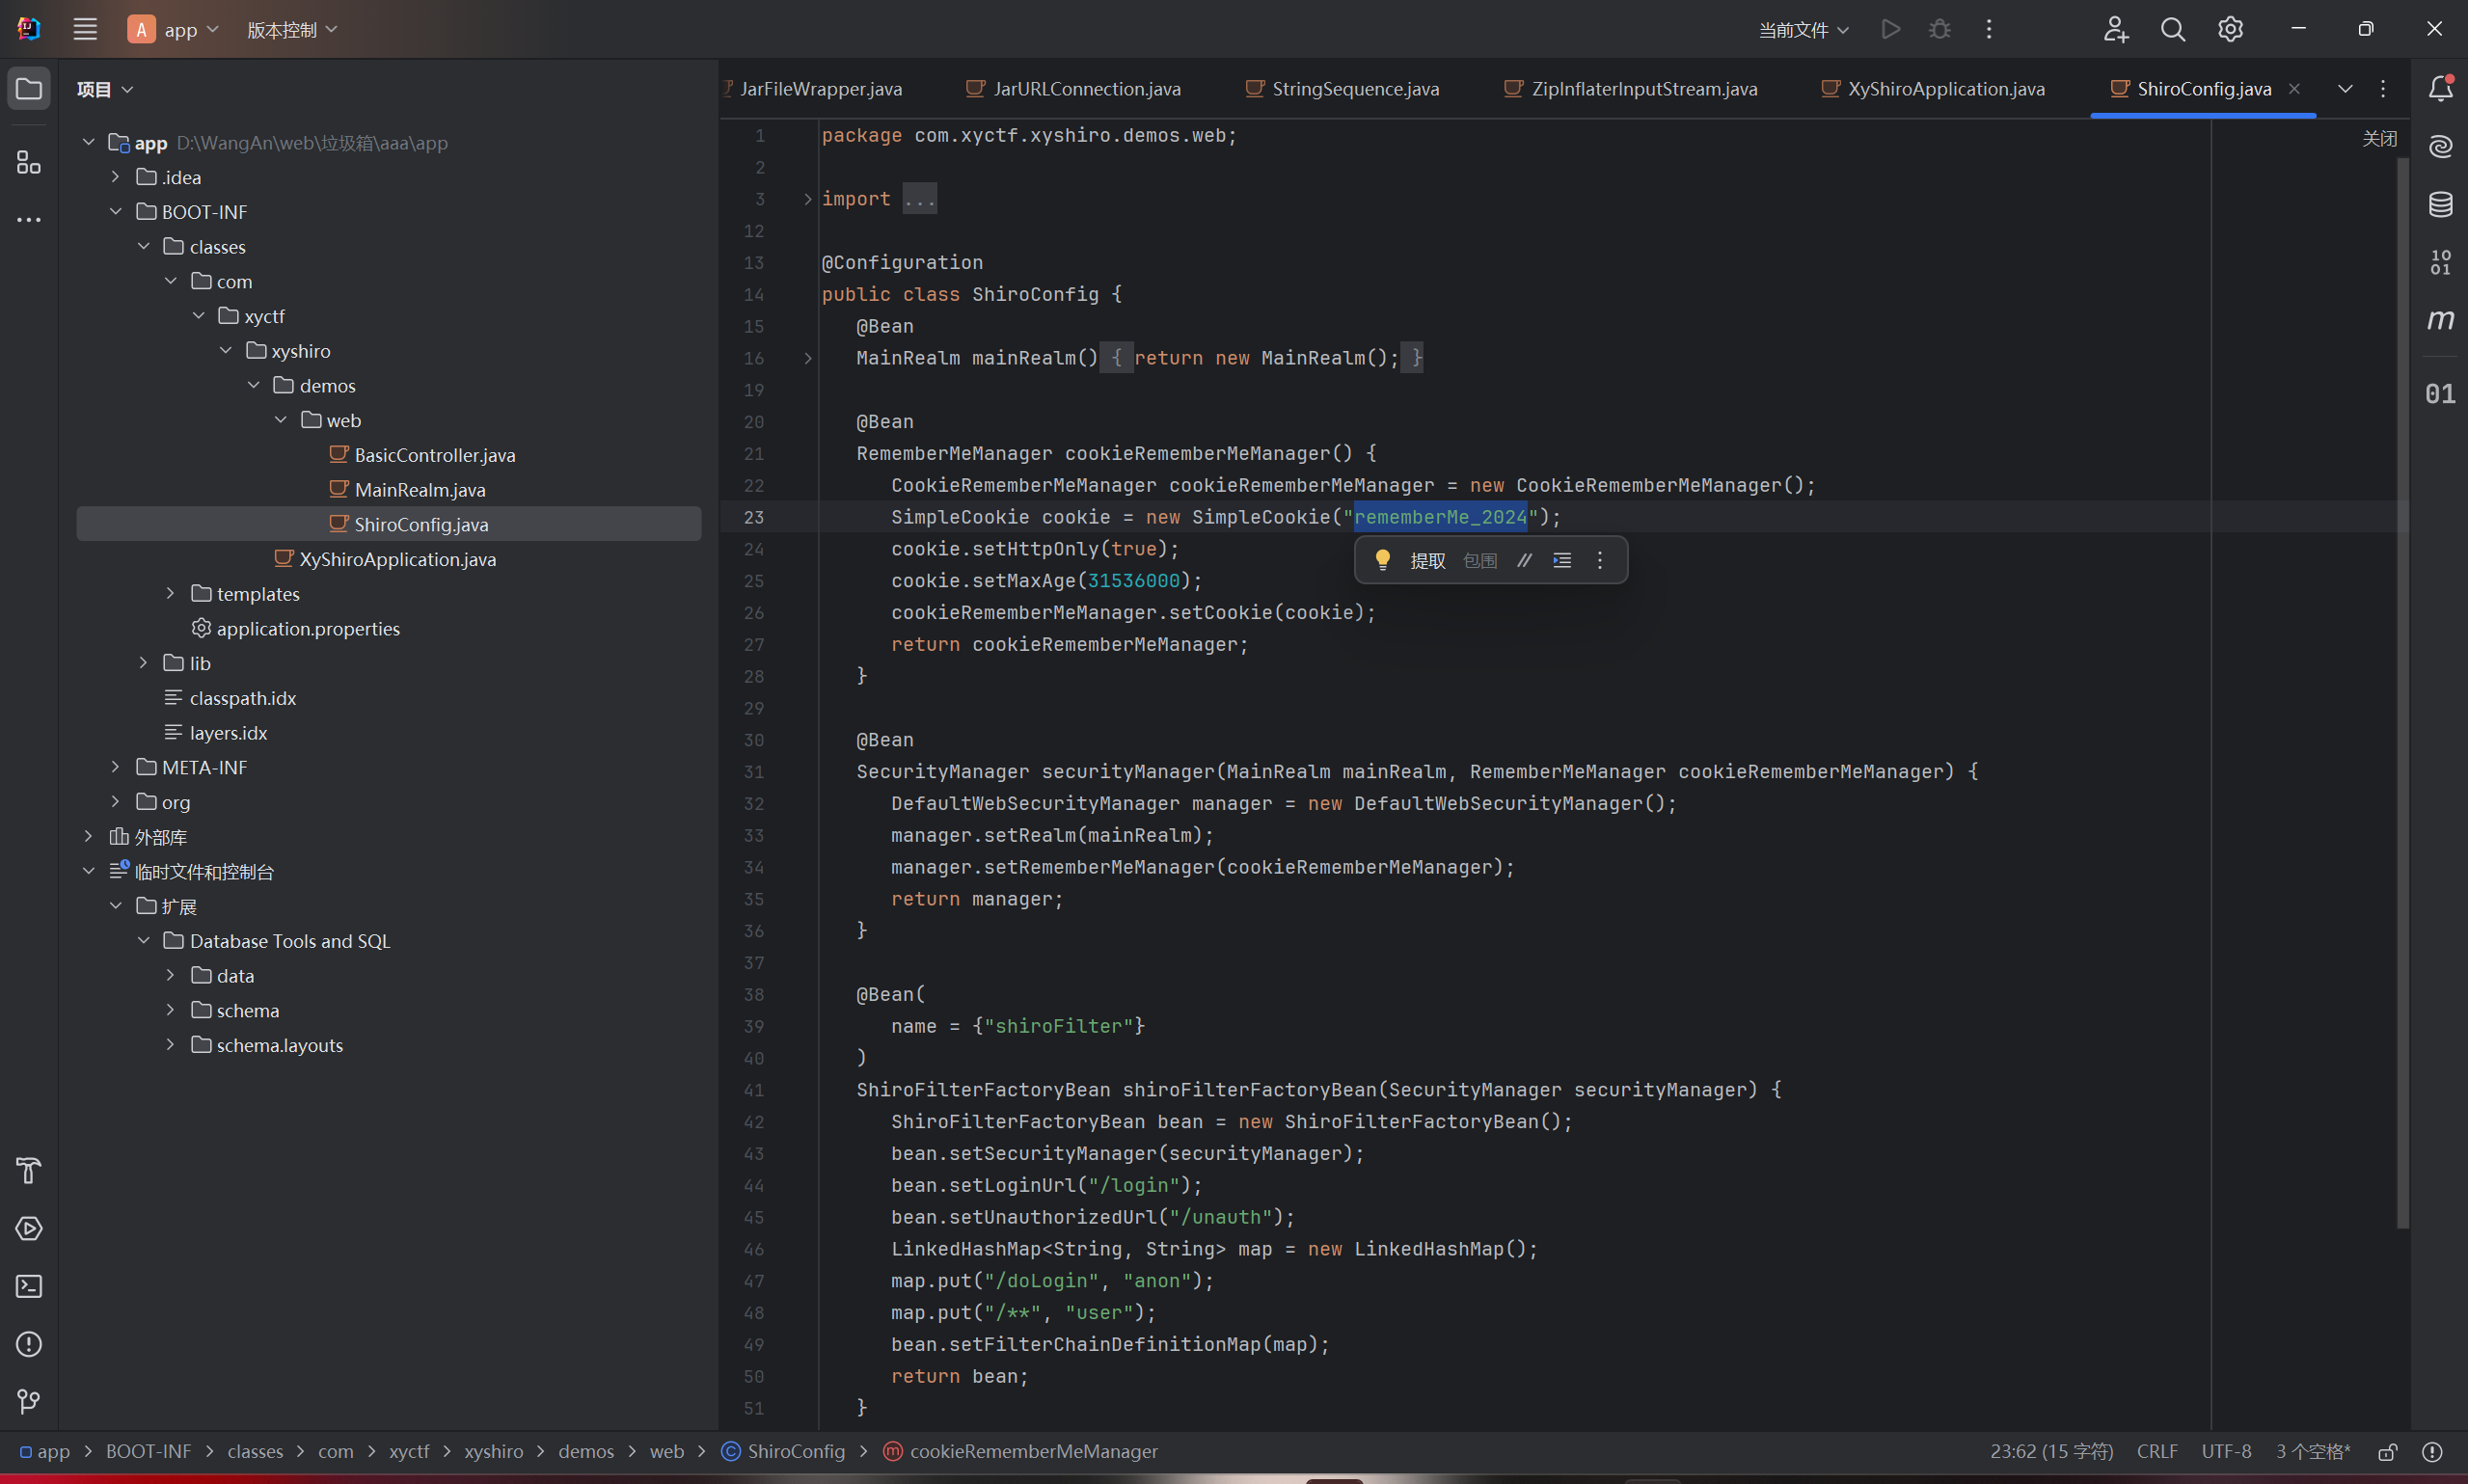 A app 版本控制 当前文件
项目
JarFileWrapper.java JarURLConnection.java StringSequence.java ZipInflaterInputStream.java XyShiroApplication.java ShiroConfig.java
关闭
app D:\WangAn\web\垃圾箱\aaa\app
.idea
BOOT-INF
classes
com
xyctf
xyshiro
demos
web
BasicController.java
MainRealm.java
ShiroConfig.java
XyShiroApplication.java
templates
application.properties
lib
classpath.idx
layers.idx
META-INF
org
外部库
临时文件和控制台
扩展
Database Tools and SQL
data
schema
schema.layouts
1 package com.xyctf.xyshiro.demos.web;
2
3 import ...
12
13 @Configuration
14 public class ShiroConfig {
15 @Bean
16 MainRealm mainRealm() { return new MainRealm(); }
19
20 @Bean
21 RememberMeManager cookieRememberMeManager() {
22 CookieRememberMeManager cookieRememberMeManager = new CookieRememberMeManager();
23 SimpleCookie cookie = new SimpleCookie("rememberMe_2024");
24 cookie.setHttpOnly(true);
提取 包围 //
25 cookie.setMaxAge(31536000);
26 cookieRememberMeManager.setCookie(cookie);
27 return cookieRememberMeManager;
28 }
29
30 @Bean
31 SecurityManager securityManager(MainRealm mainRealm, RememberMeManager cookieRememberMeManager) {
32 DefaultWebSecurityManager manager = new DefaultWebSecurityManager();
33 manager.setRealm(mainRealm);
34 manager.setRememberMeManager(cookieRememberMeManager);
35 return manager;
36 }
37
38 @Bean(
39 name = {"shiroFilter"}
40 )
41 ShiroFilterFactoryBean shiroFilterFactoryBean(SecurityManager securityManager) {
42 ShiroFilterFactoryBean bean = new ShiroFilterFactoryBean();
43 bean.setSecurityManager(securityManager);
44 bean.setLoginUrl("/login");
45 bean.setUnauthorizedUrl("/unauth");
46 LinkedHashMap<String, String> map = new LinkedHashMap();
47 map.put("/doLogin", "anon");
48 map.put("/**", "user");
49 bean.setFilterChainDefinitionMap(map);
50 return bean;
51 }
10
01
m
01
app > BOOT-INF > classes > com > xyctf > xyshiro > demos > web > ShiroConfig > cookieRememberMeManager
23:62 (15 字符) CRLF UTF-8 3 个空格*